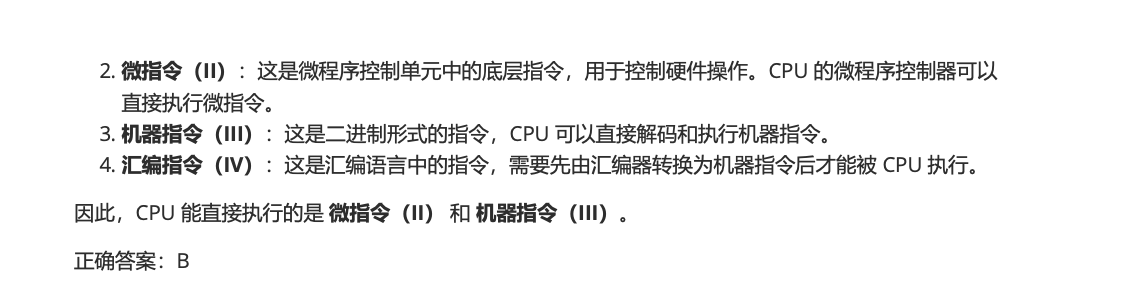 2. 微指令（II）：这是微程序控制单元中的底层指令，用于控制硬件操作。CPU 的微程序控制器可以
直接执行微指令。
3. 机器指令（III）：这是二进制形式的指令，CPU 可以直接解码和执行机器指令。
4. 汇编指令（IV）：这是汇编语言中的指令，需要先由汇编器转换为机器指令后才能被 CPU 执行。
因此，CPU 能直接执行的是 微指令（II） 和 机器指令（III）。
正确答案：B